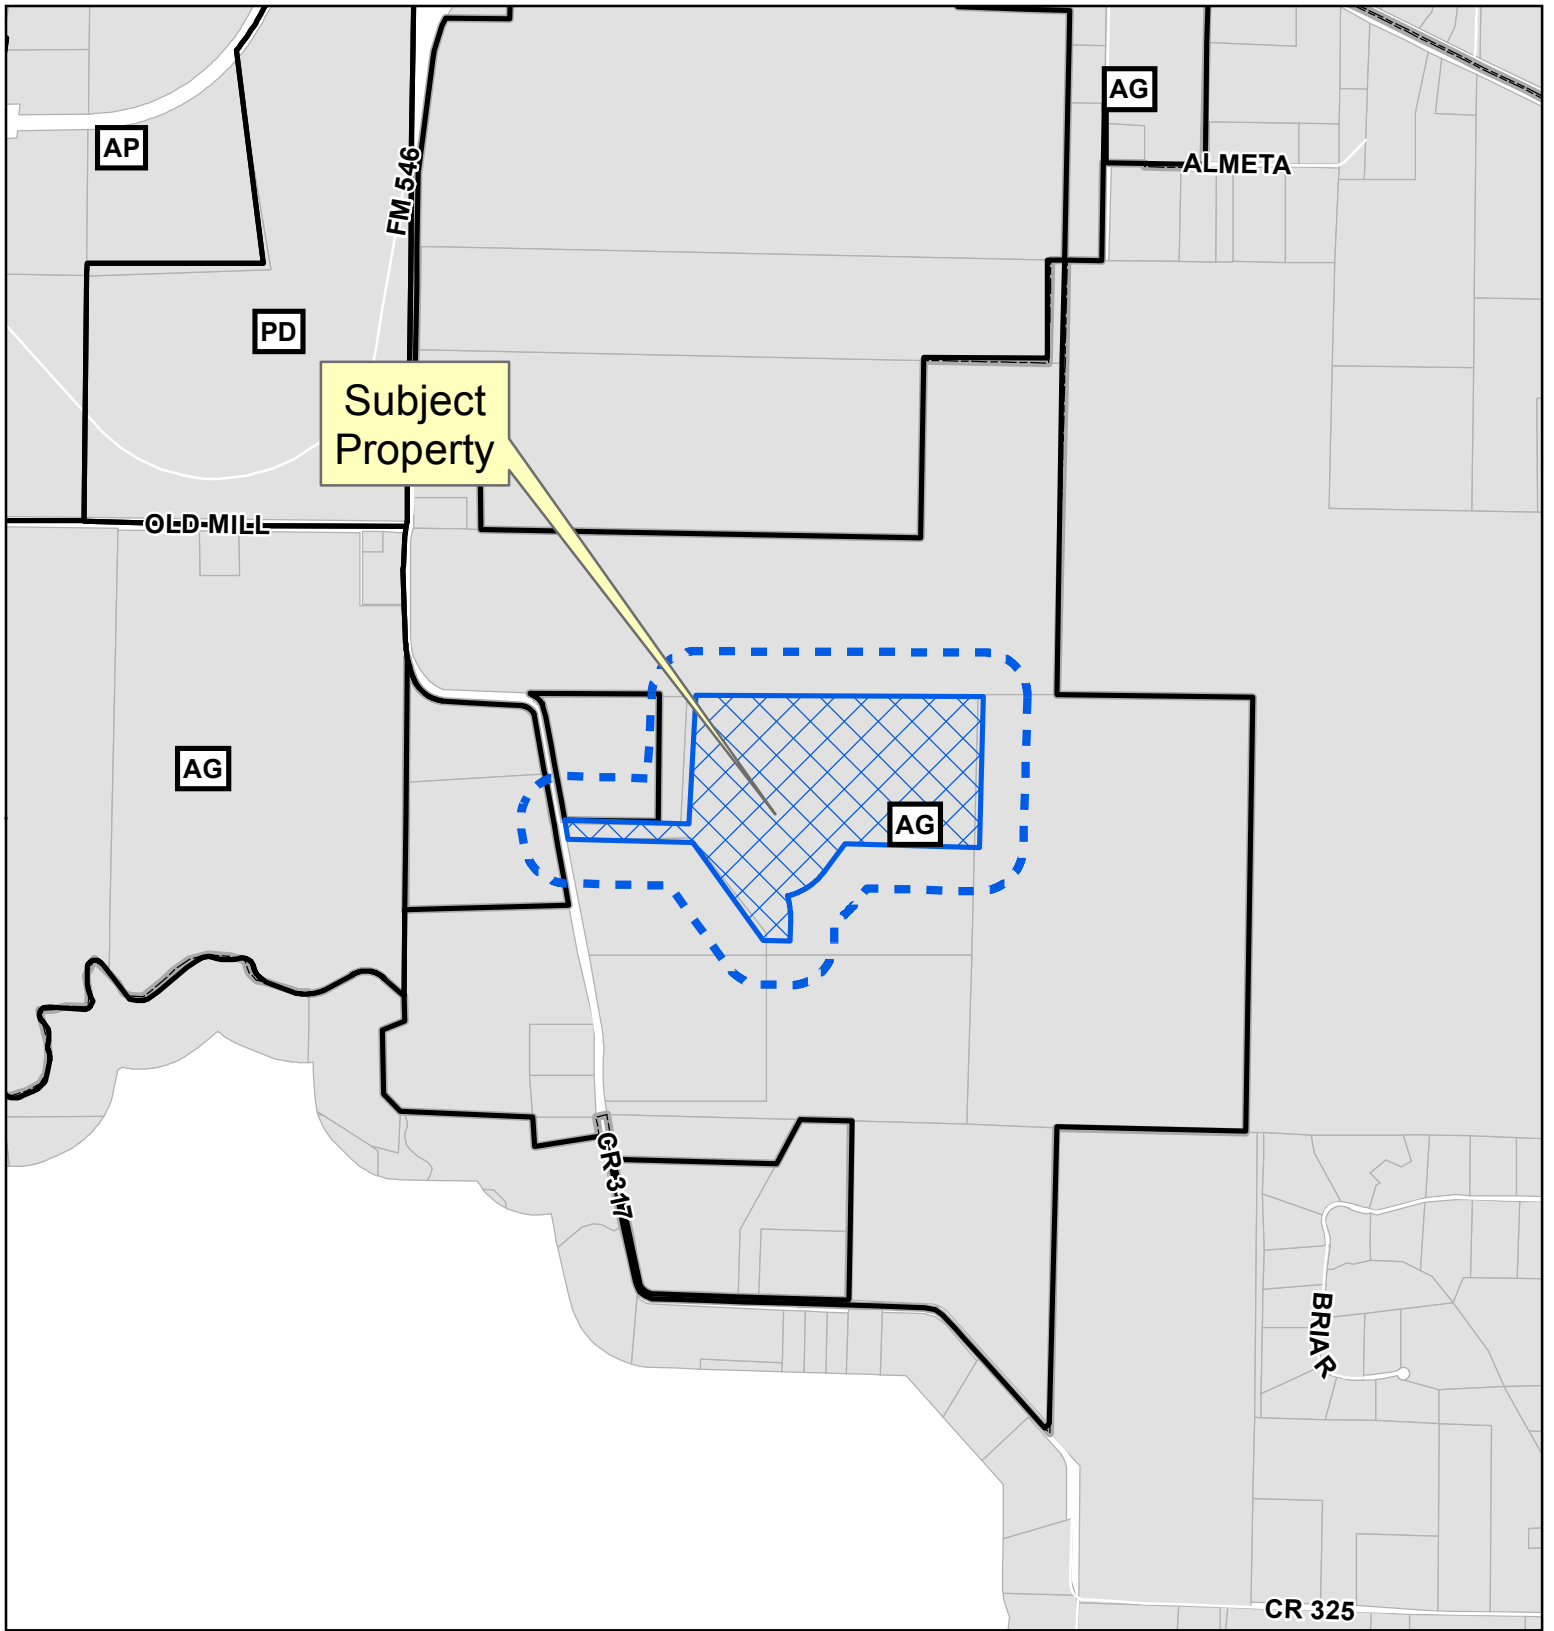 AG
AP
ALMETA
FM 546
PD
Subject
Property
OLD MILL
AG
AG
CR 317
BRIAR
CR 325